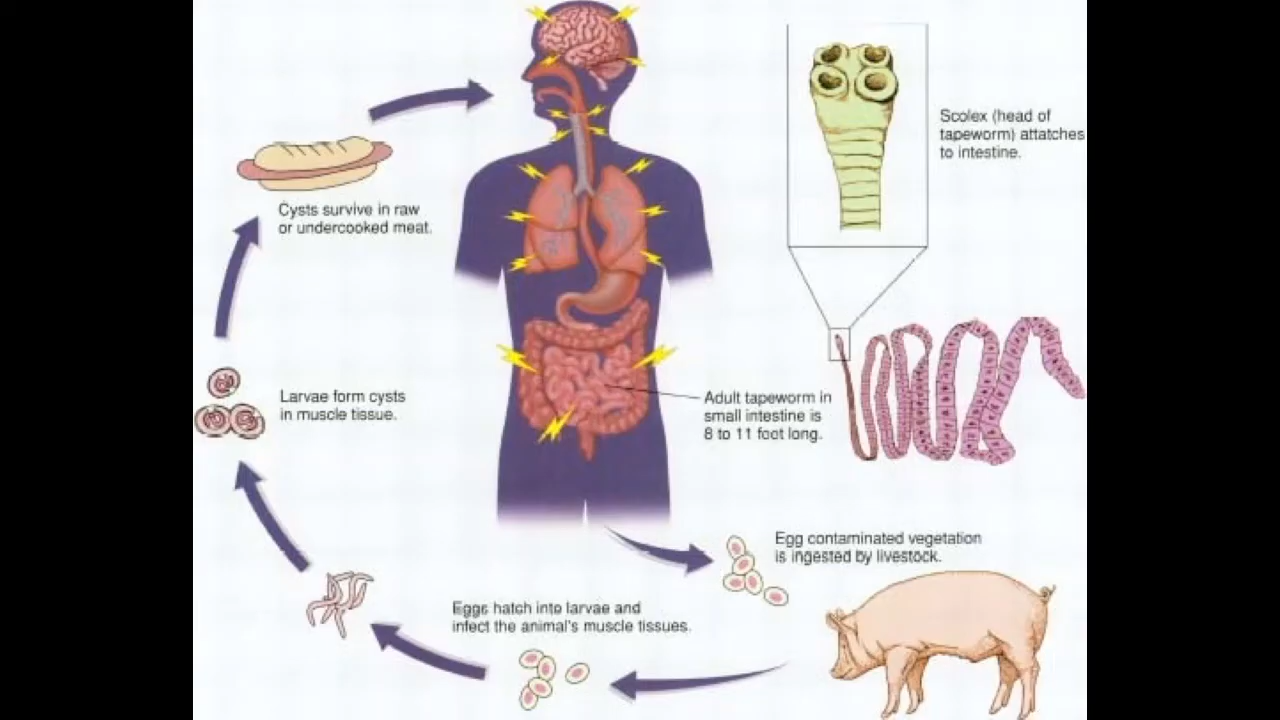 Scolex (head of
tapeworm) attatches
to intestine.
Cysts survive in raw
or undercooked meat.
Larvae form cysts
in muscle tissue.
Adult tapeworm in
small intestine is
8 to 11 foot long.
Egg contaminated vegetation
is ingested by livestock.
Eggs hatch into larvae and
infect the animal's muscle tissues.